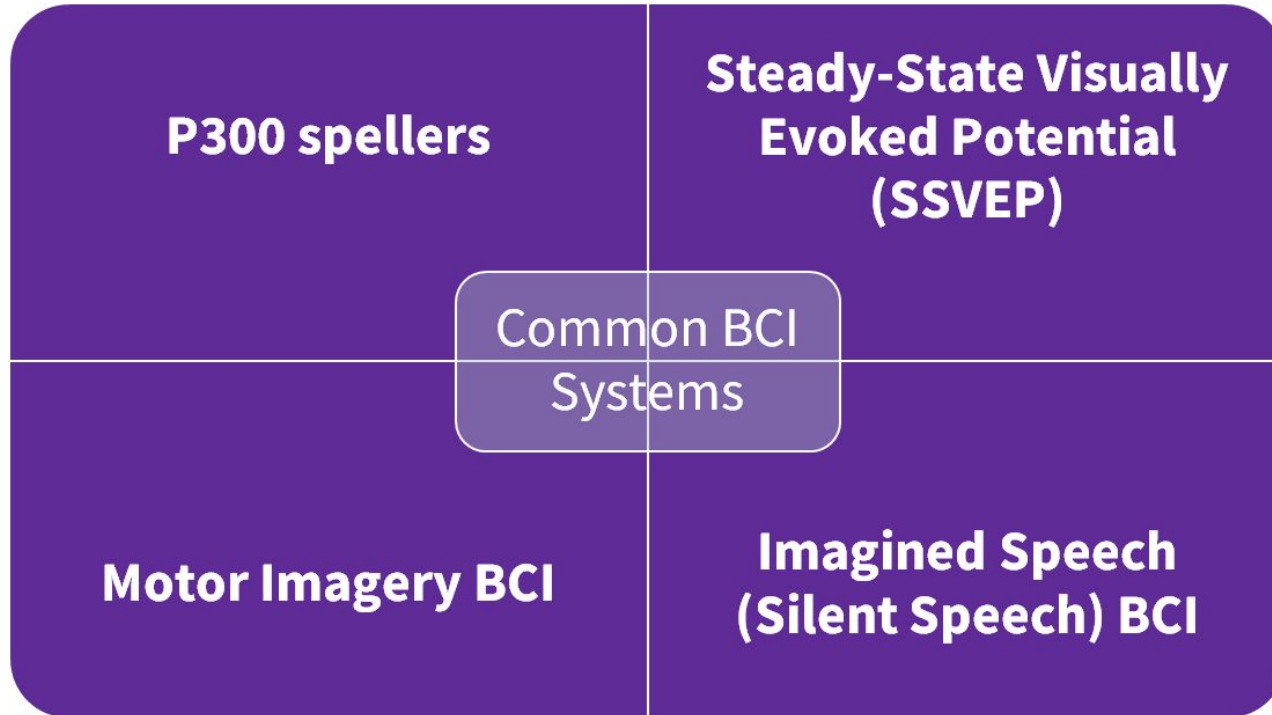 P300 spellers
Steady-State Visually
Evoked Potential
(SSVEP)
Common BCI
Systems
Motor Imagery BCI
Imagined Speech
(Silent Speech) BCI